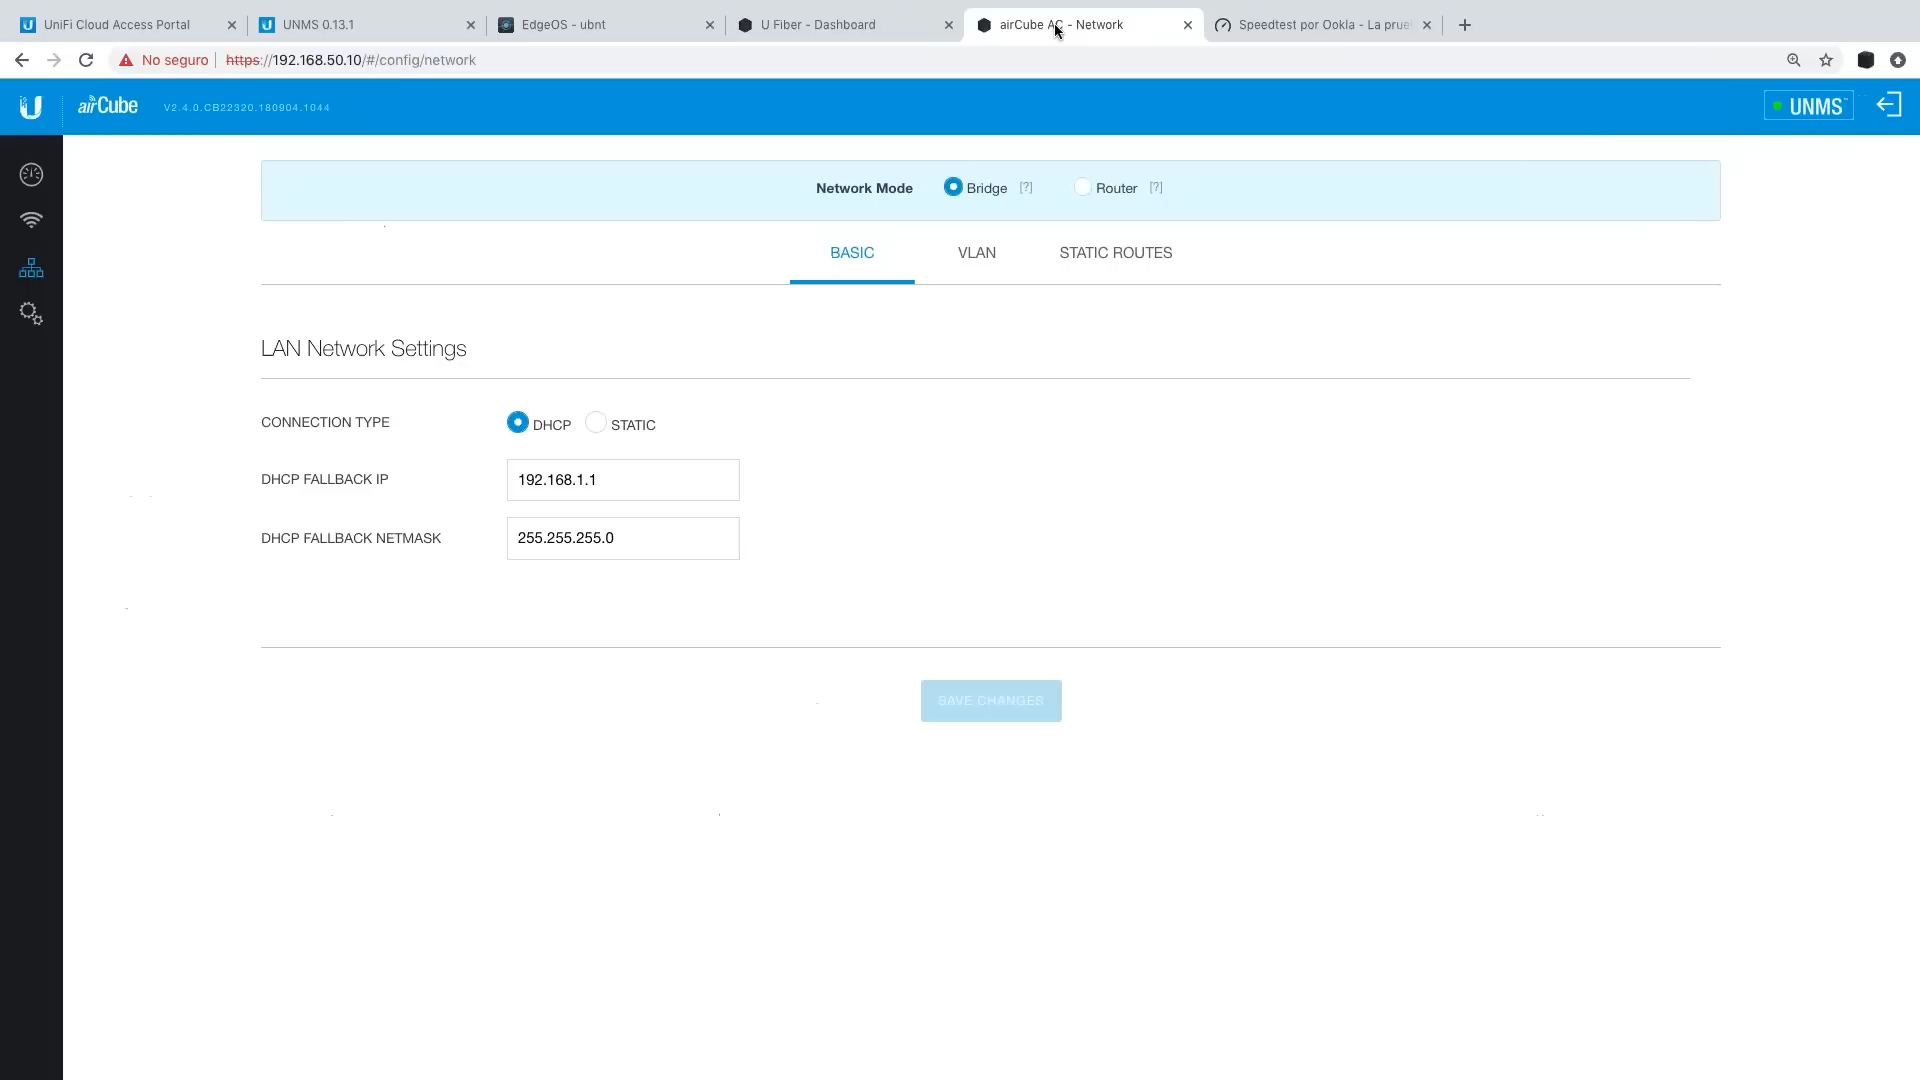 UniFi Cloud Access Portal
UNMS 0.13.1
EdgeOS - ubnt
U Fiber - Dashboard
airCube AC - Network
Speedtest por Ookla - La prue
No seguro
https://192.168.50.10/#/config/network
airCube
V2.4.0.CB22320.180904.1044
UNMS
Network Mode
Bridge [?]
Router [?]
BASIC
VLAN
STATIC ROUTES
LAN Network Settings
CONNECTION TYPE
DHCP
STATIC
DHCP FALLBACK IP
192.168.1.1
DHCP FALLBACK NETMASK
255.255.255.0
SAVE CHANGES